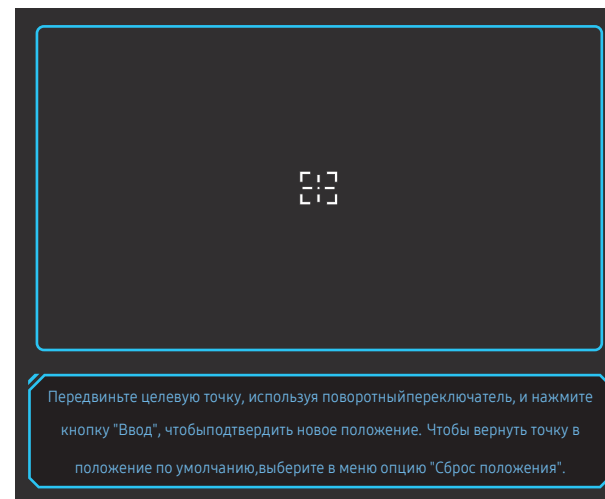 Передвиньте целевую точку, используя поворотныйпереключатель, и нажмите
кнопку "Ввод", чтобыподтвердить новое положение. Чтобы вернуть точку в
положение по умолчанию,выберите в меню опцию "Сброс положения".